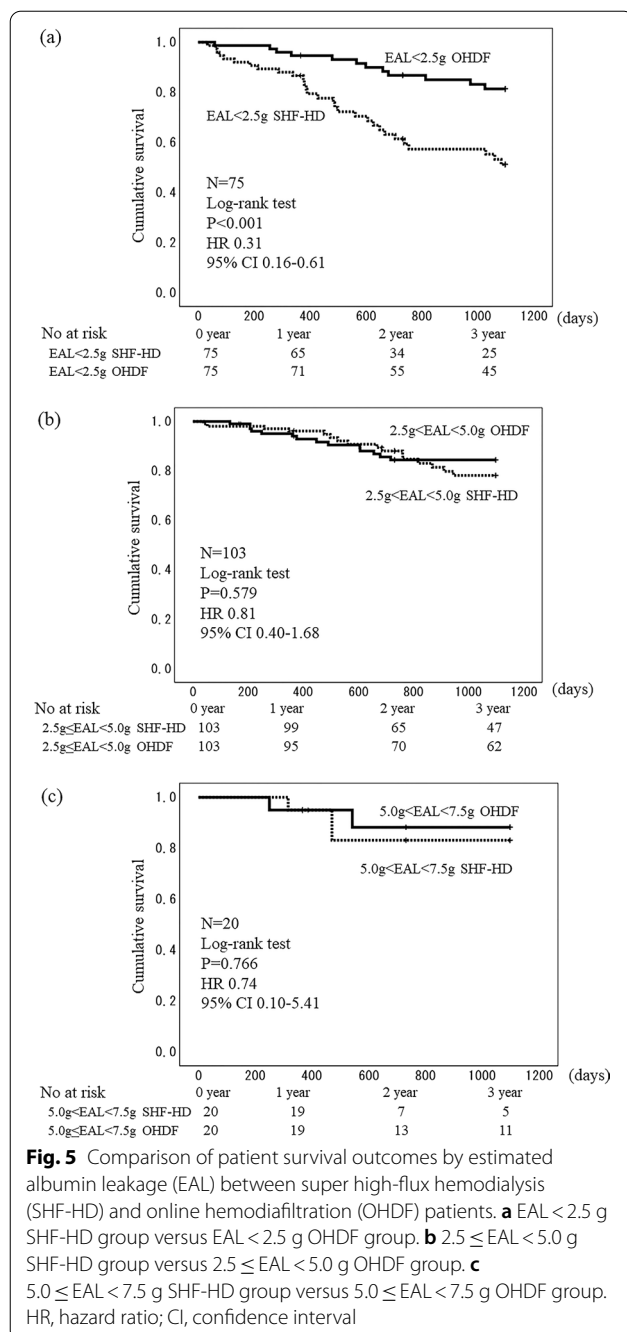 (a)
1.0
0.8
0.6
0.4
0.2
0.0
Cumulative survival
EAL<2.5g OHDF
EAL<2.5g SHF-HD
N=75
Log-rank test
P<0.001
HR 0.31
95% CI 0.16-0.61
0 200 400 600 800 1000 1200 (days)
No at risk 0 year 1 year 2 year 3 year
EAL<2.5g SHF-HD 75 65 34 25
EAL<2.5g OHDF 75 71 55 45
(b)
1.0
0.8
0.6
0.4
0.2
0.0
Cumulative survival
2.5g<EAL<5.0g OHDF
2.5g<EAL<5.0g SHF-HD
N=103
Log-rank test
P=0.579
HR 0.81
95% CI 0.40-1.68
0 200 400 600 800 1000 1200 (days)
No at risk 0 year 1 year 2 year 3 year
2.5g≤EAL<5.0g SHF-HD 103 99 65 47
2.5g≤EAL<5.0g OHDF 103 95 70 62
(c)
1.0
0.8
0.6
0.4
0.2
0.0
Cumulative survival
5.0g<EAL<7.5g OHDF
5.0g<EAL<7.5g SHF-HD
N=20
Log-rank test
P=0.766
HR 0.74
95% CI 0.10-5.41
0 200 400 600 800 1000 1200 (days)
No at risk 0 year 1 year 2 year 3 year
5.0g<EAL<7.5g SHF-HD 20 19 7 5
5.0g≤EAL<7.5g OHDF 20 19 13 11
Fig. 5 Comparison of patient survival outcomes by estimated
albumin leakage (EAL) between super high-flux hemodialysis
(SHF-HD) and online hemodiafiltration (OHDF) patients. a EAL < 2.5 g
SHF-HD group versus EAL < 2.5 g OHDF group. b 2.5 ≤ EAL < 5.0 g
SHF-HD group versus 2.5 ≤ EAL < 5.0 g OHDF group. c
5.0 ≤ EAL < 7.5 g SHF-HD group versus 5.0 ≤ EAL < 7.5 g OHDF group.
HR, hazard ratio; CI, confidence interval